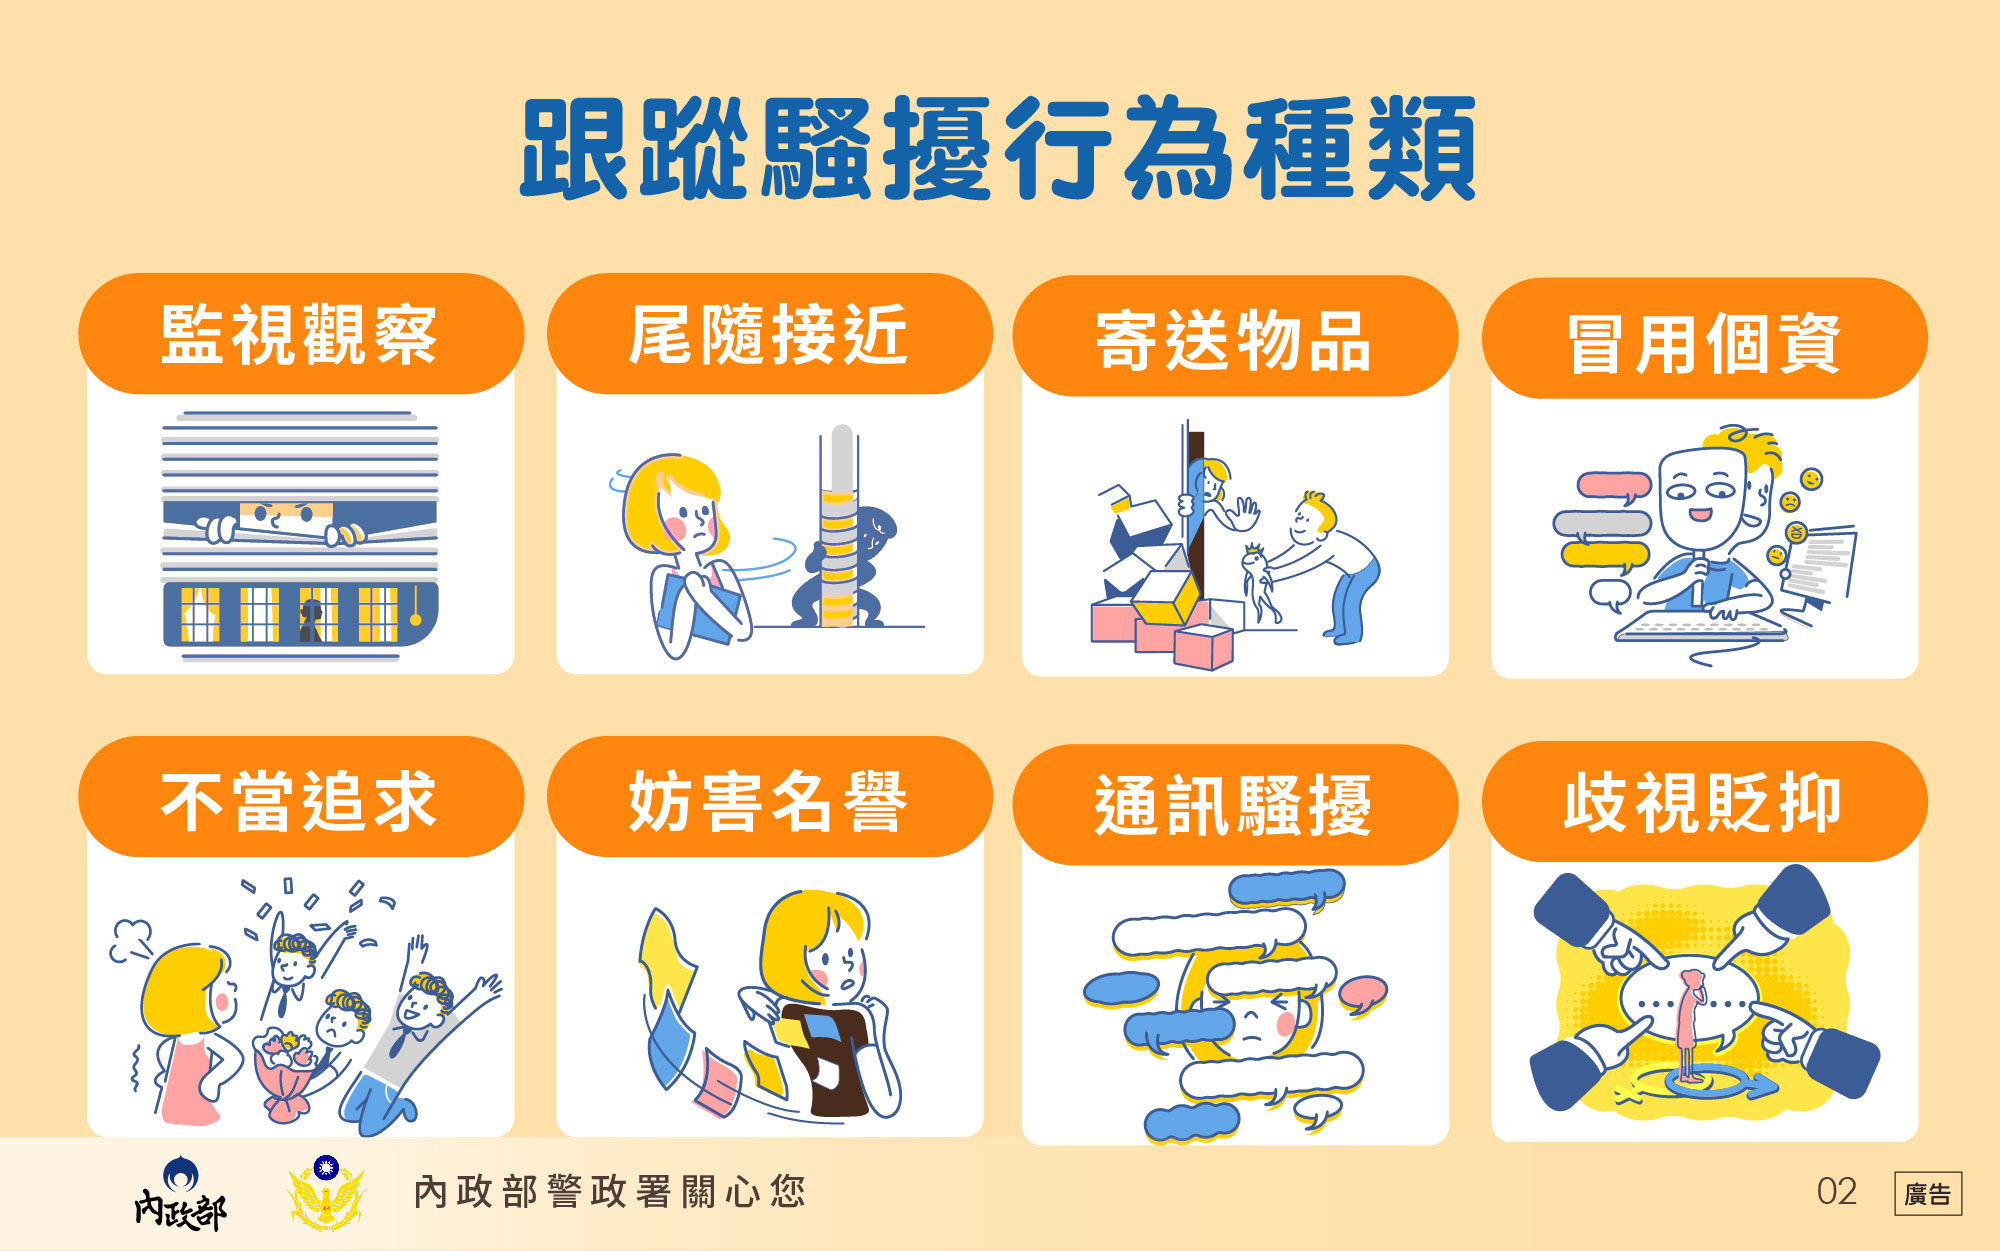 跟蹤騷擾行為種類
監視觀察
尾隨接近
寄送物品
冒用個資
不當追求
妨害名譽
通訊騷擾
歧視貶抑
內政部
內政部警政署關心您
02
廣告